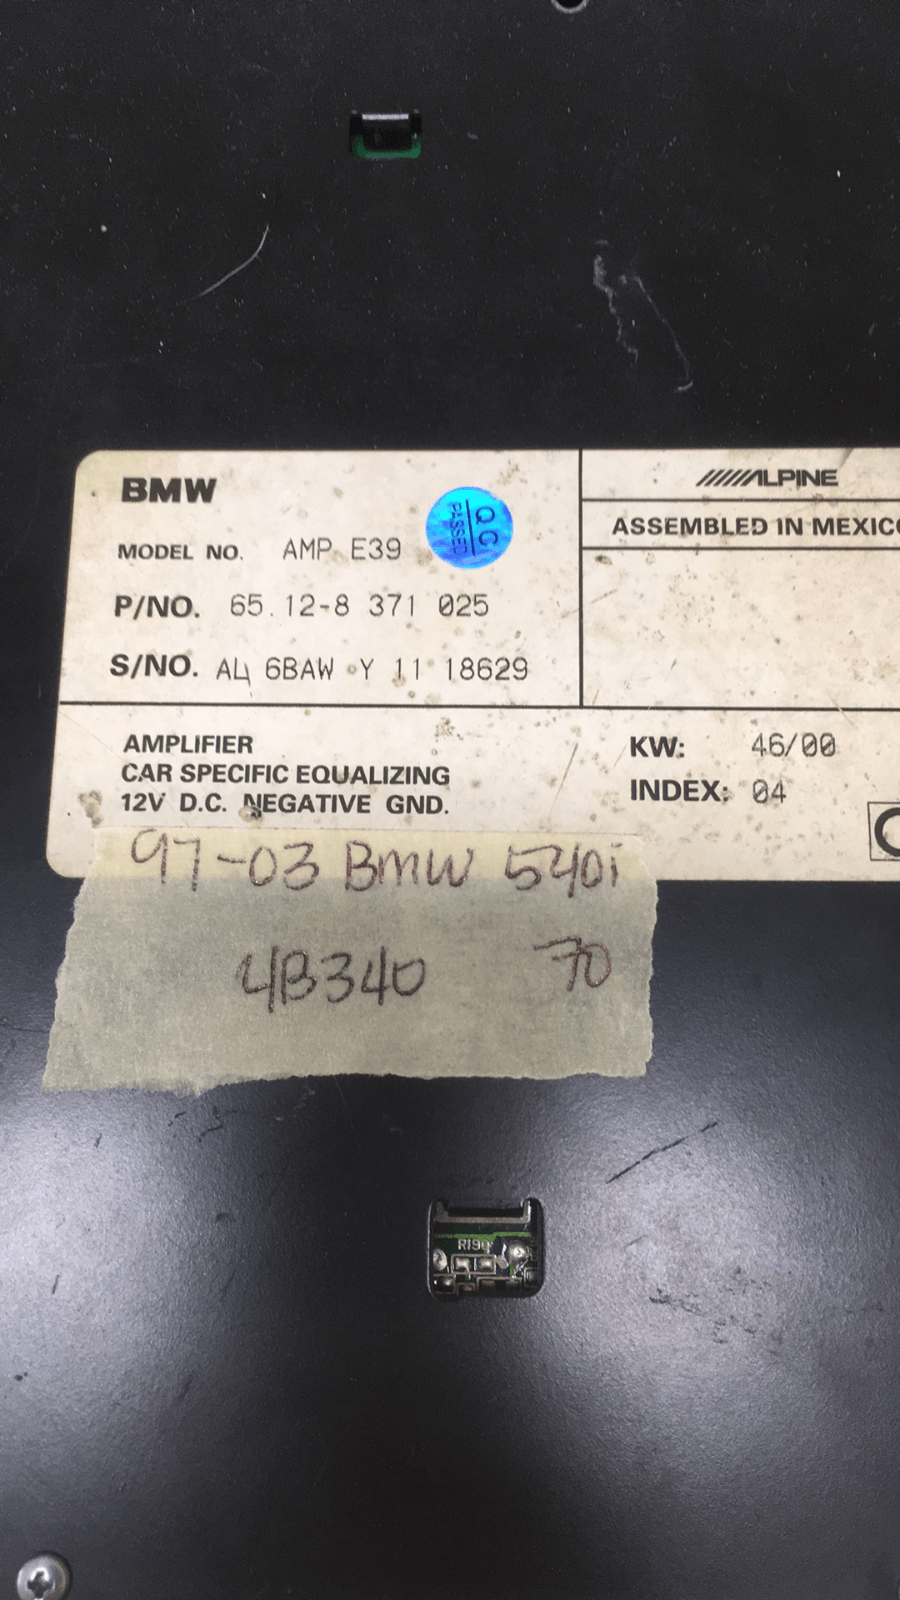 BMW
MODEL NO. AMP E39
QC
PASSED
P/NO. 65.12-8 371 025
S/NO. AL 6BAW Y 11 18629
ALPINE
ASSEMBLED IN MEXICO
AMPLIFIER
CAR SPECIFIC EQUALIZING
12V D.C. NEGATIVE GND.
KW: 46/00
INDEX: 04
97-03 BMW 540i
4B340 70